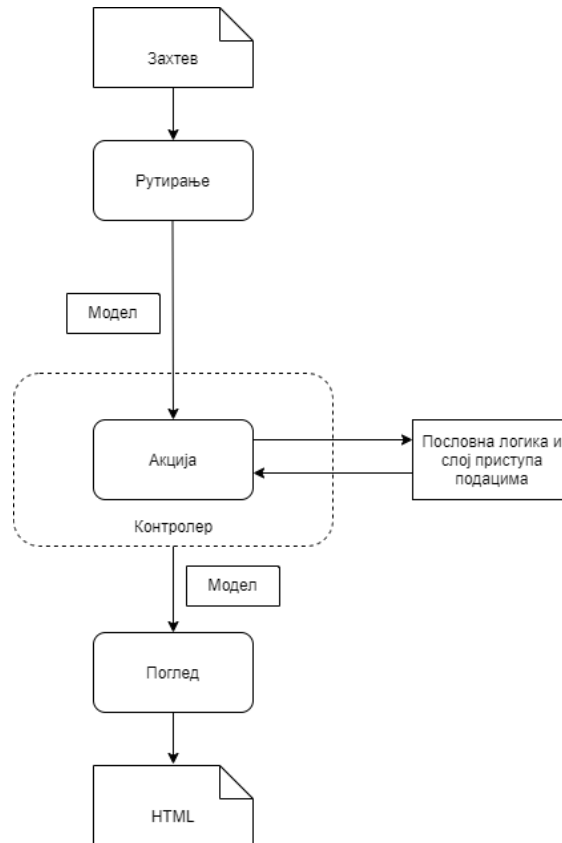 Захтев
Рутирање
Модел
Акција
Пословна логика и
слој приступа
подацима
Контролер
Модел
Поглед
HTML